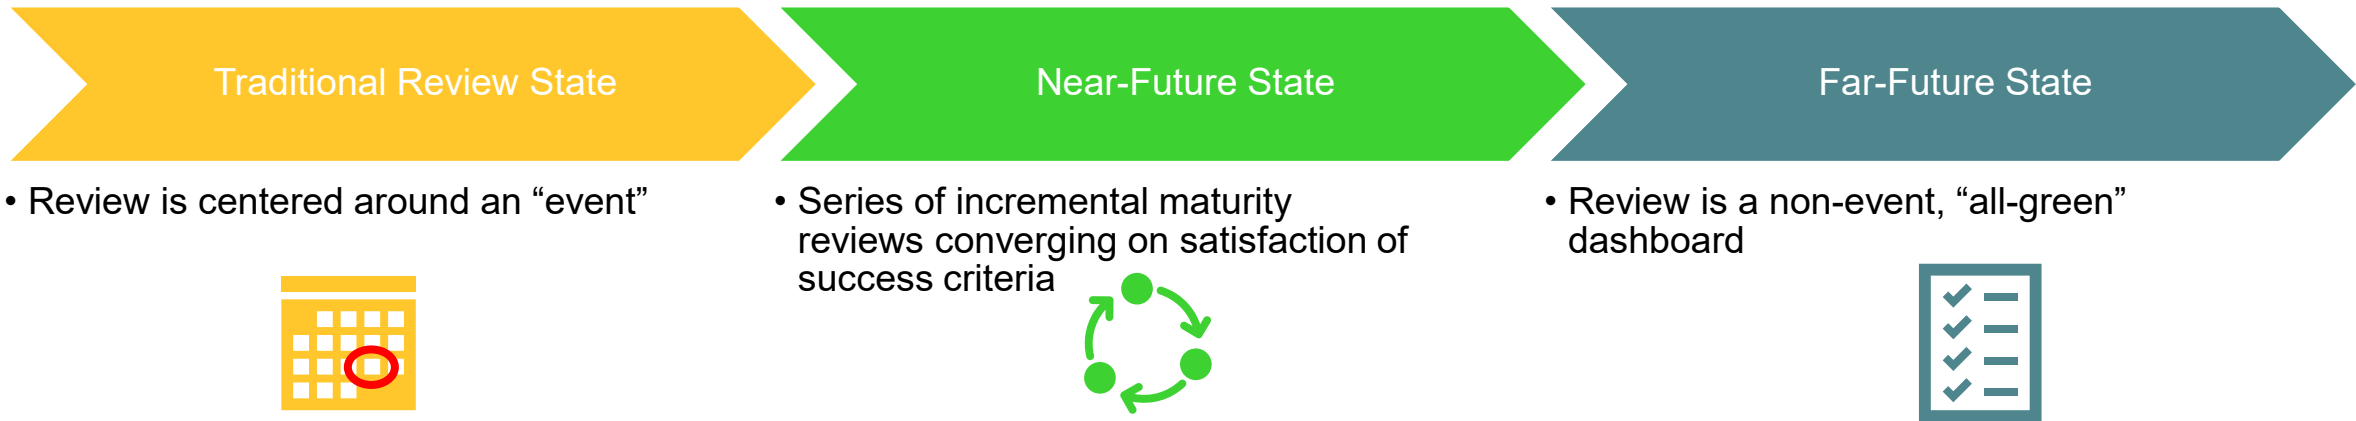 Traditional Review State
Near-Future State
Far-Future State
• Review is centered around an “event”
• Series of incremental maturity
reviews converging on satisfaction of
success criteria
• Review is a non-event, “all-green”
dashboard